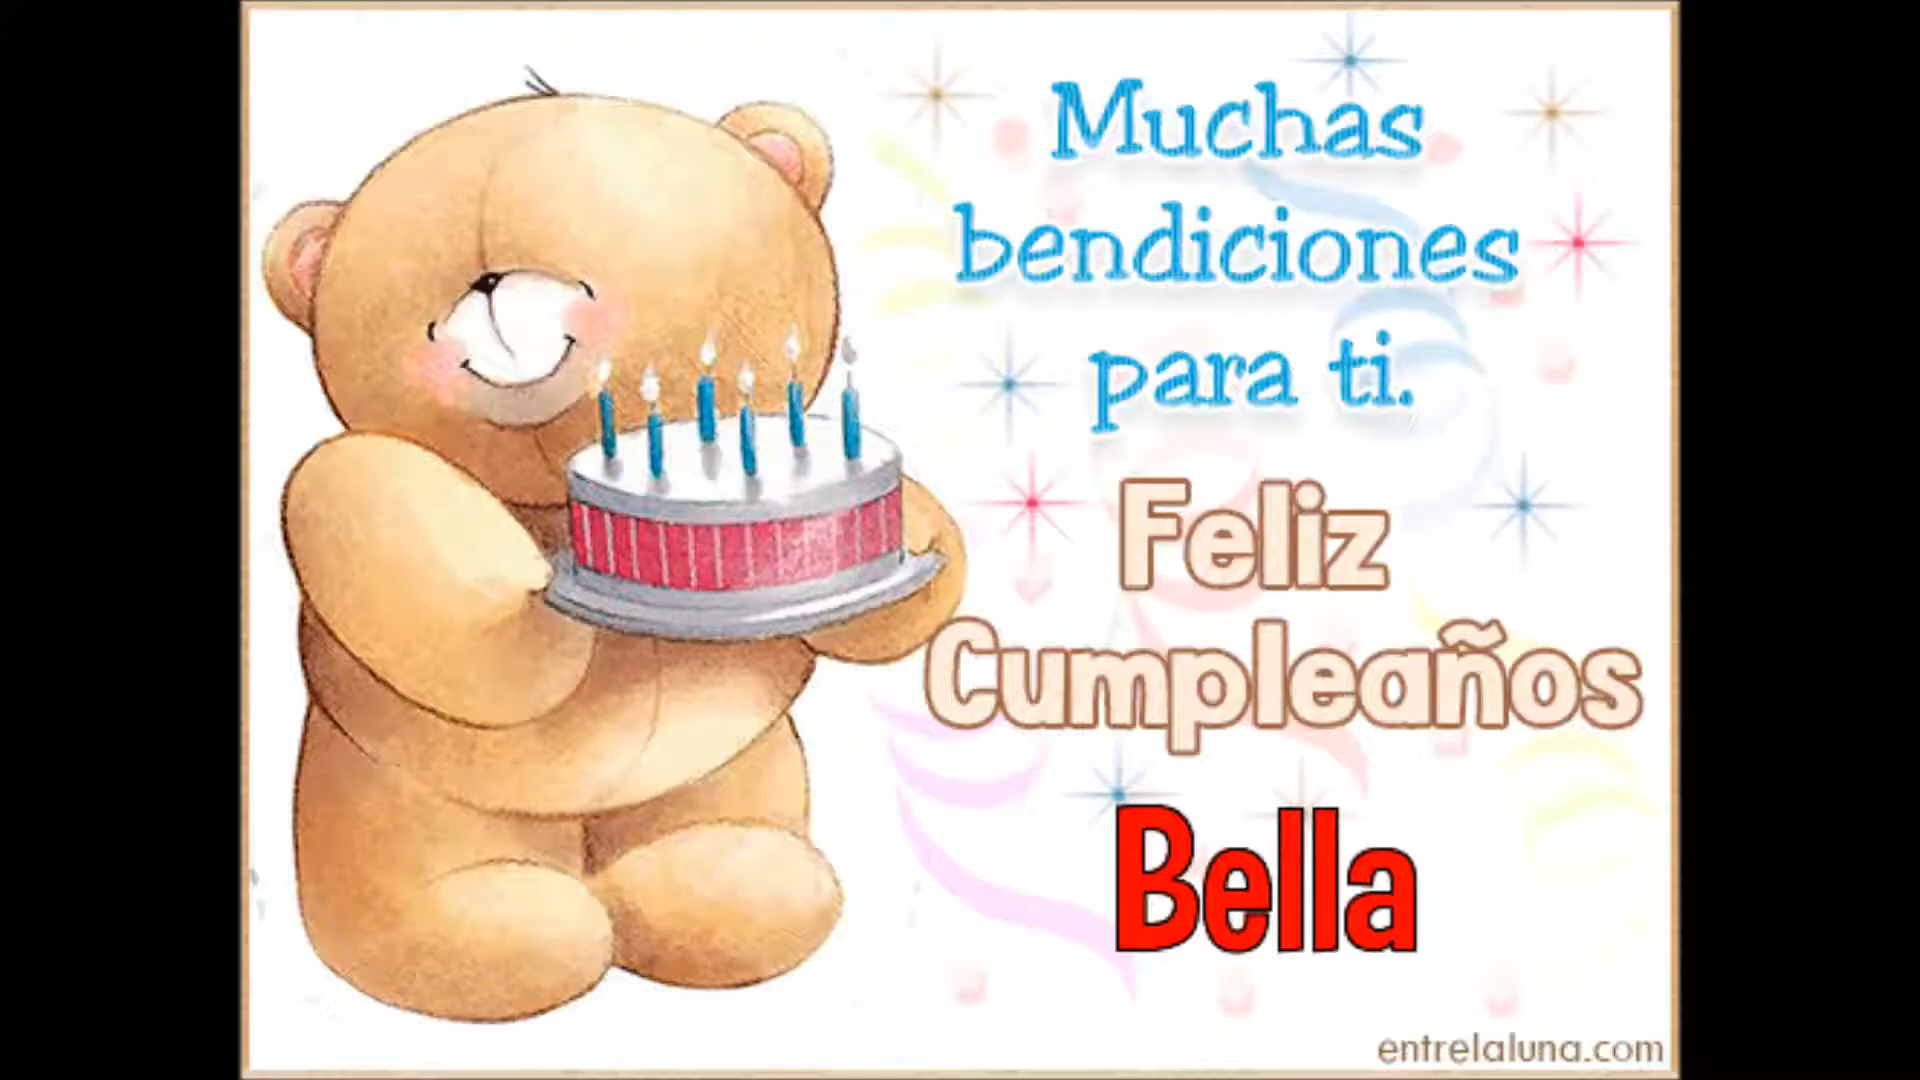 Muchas
bendiciones
para ti.
Feliz
Cumpleaños
Bella
entrelaluna.com